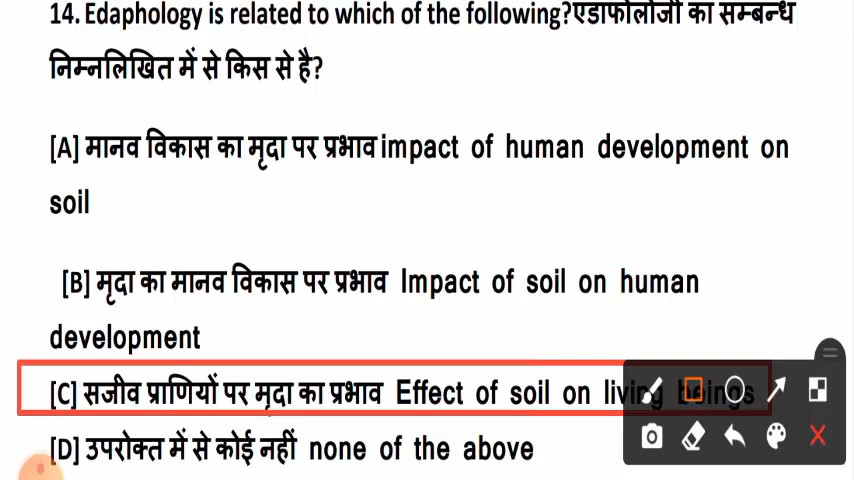 14. Edaphology is related to which of the following?एडाफोलोजी का सम्बन्ध
निम्नलिखित में से किस से है?
[A] मानव विकास का मृदा पर प्रभाव impact of human development on
soil
[B] मृदा का मानव विकास पर प्रभाव Impact of soil on human
development
[C] सजीव प्राणियों पर मृदा का प्रभाव Effect of soil on living beings
[D] उपरोक्त में से कोई नहीं none of the above